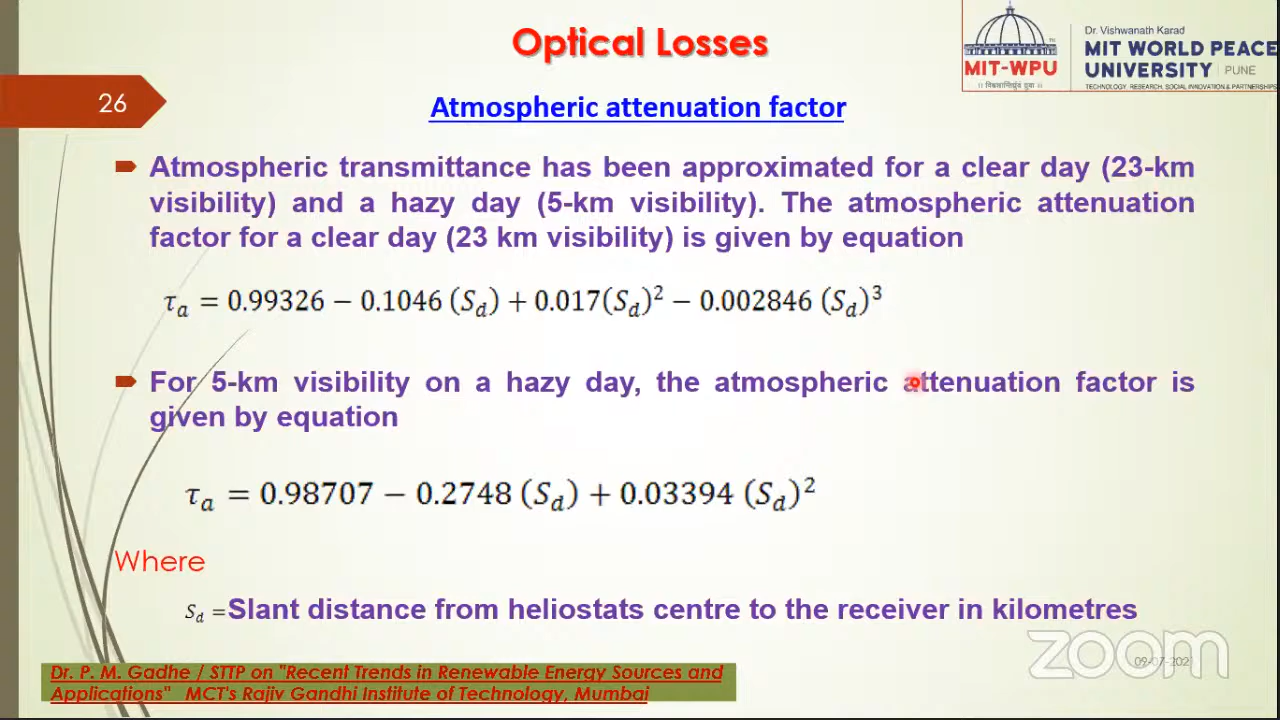 Optical Losses
Dr. Vishwanath Karad
MIT WORLD PEACE
UNIVERSITY | PUNE
TECHNOLOGY, RESEARCH, SOCIAL INNOVATION & PARTNERSHIPS
MIT-WPU
26
Atmospheric attenuation factor
Atmospheric transmittance has been approximated for a clear day (23-km
visibility) and a hazy day (5-km visibility). The atmospheric attenuation
factor for a clear day (23 km visibility) is given by equation
τₐ = 0.99326 − 0.1046 (S_d) + 0.017(S_d)² − 0.002846 (S_d)³
For 5-km visibility on a hazy day, the atmospheric attenuation factor is
given by equation
τₐ = 0.98707 − 0.2748 (S_d) + 0.03394 (S_d)²
Where
S_d =Slant distance from heliostats centre to the receiver in kilometres
zoom
Dr. P. M. Gadhe / STTP on "Recent Trends in Renewable Energy Sources and
Applications" MCT's Rajiv Gandhi Institute of Technology, Mumbai